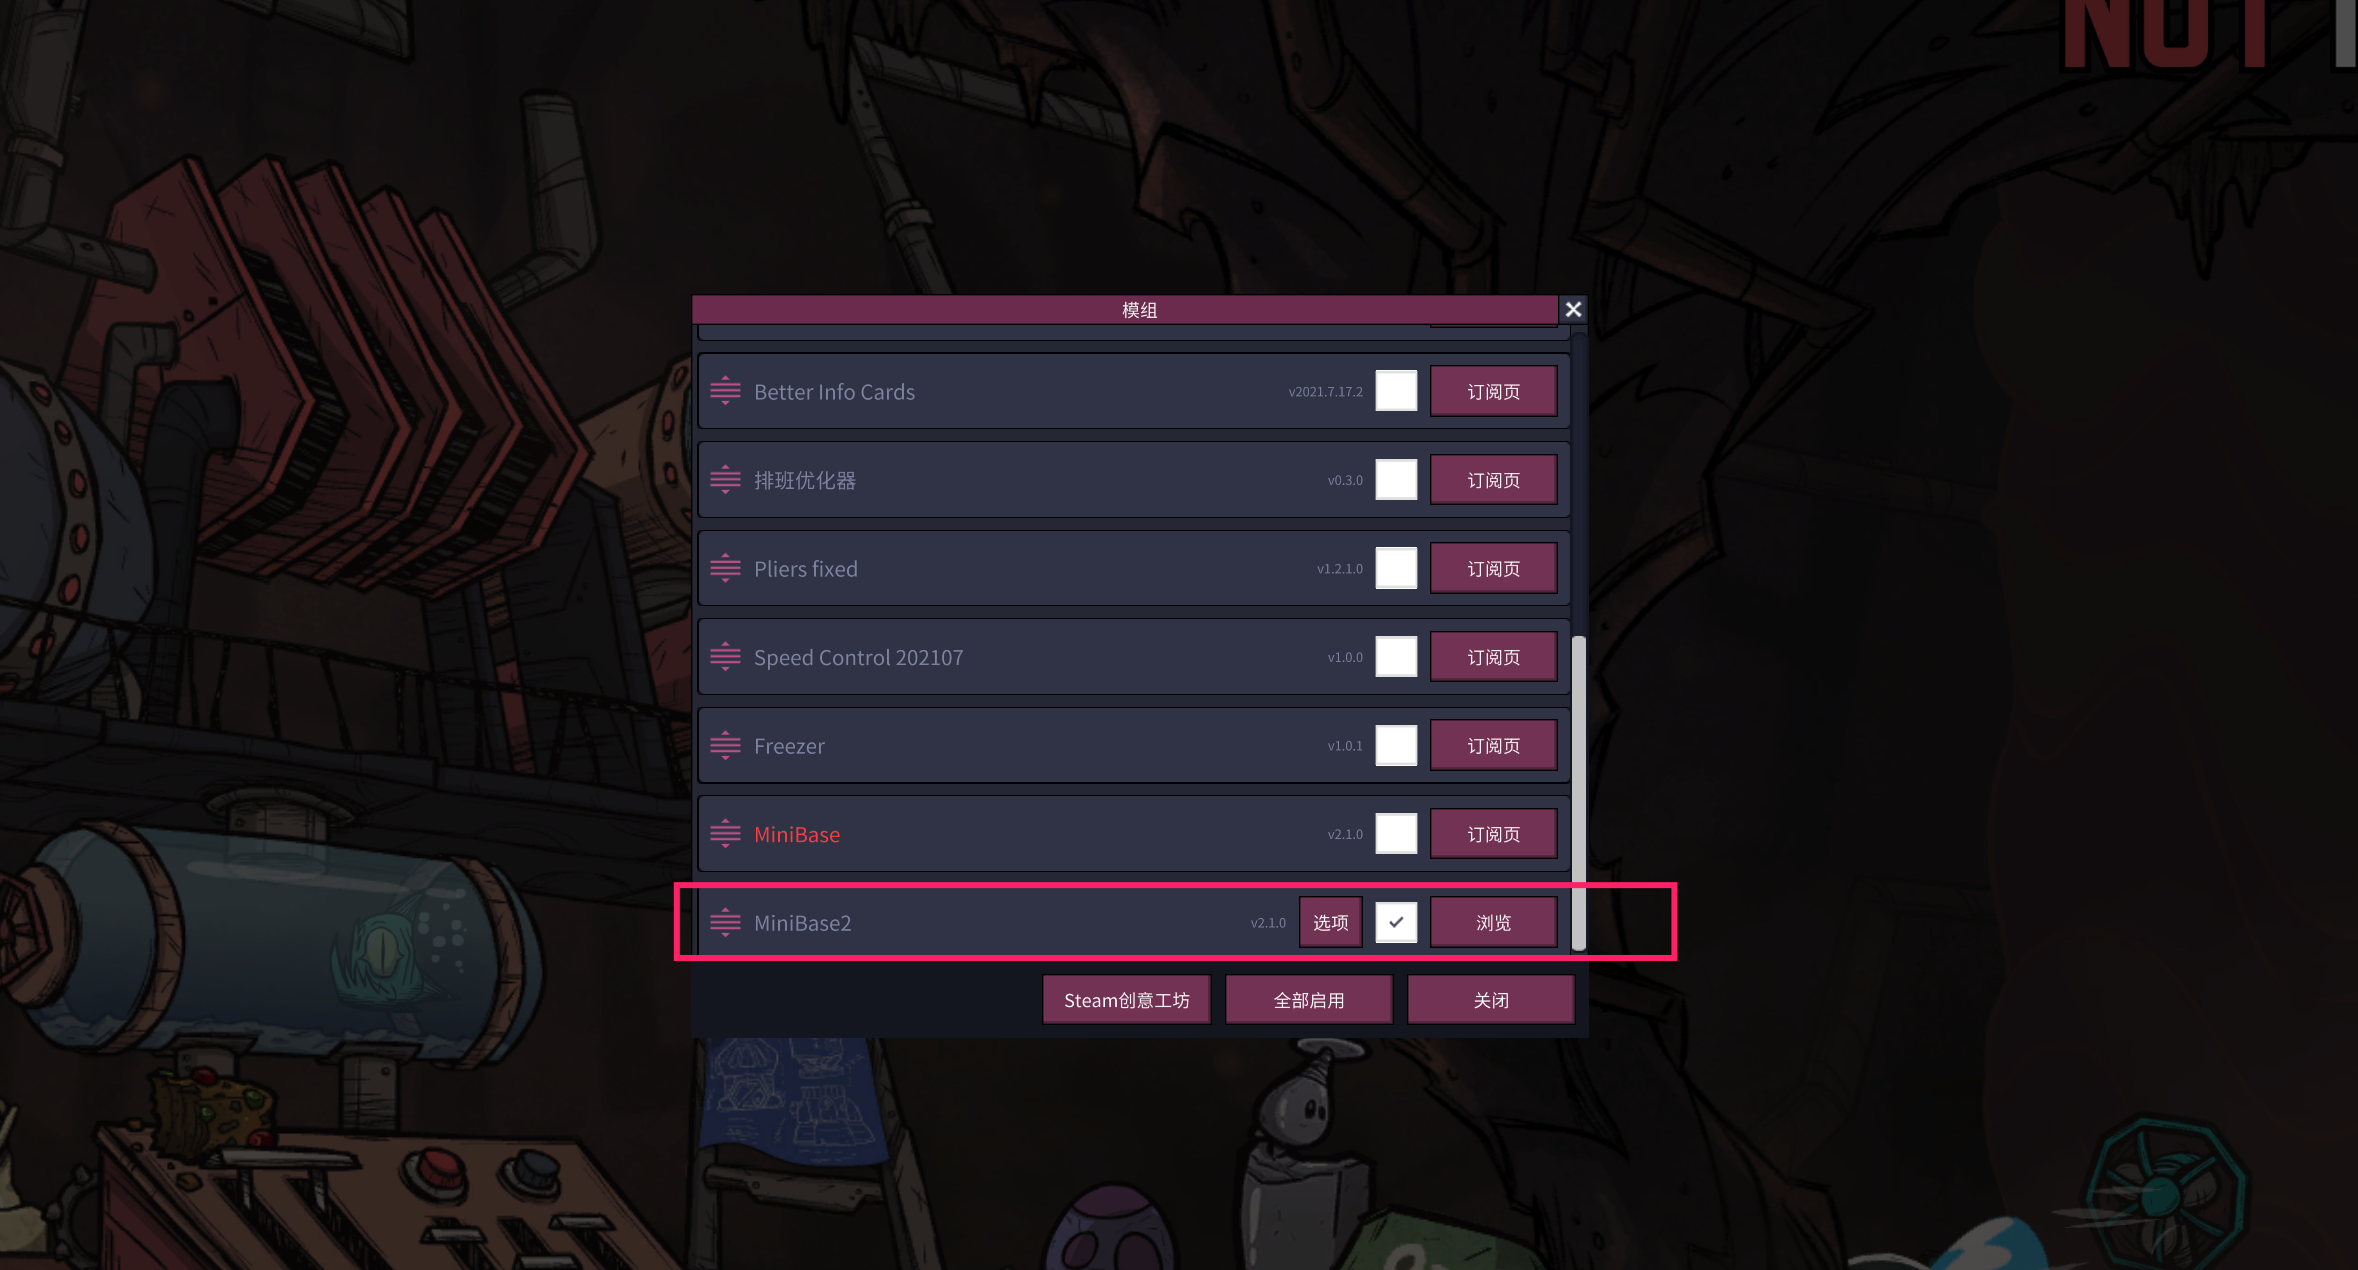 NOT
模组
Better Info Cards v2021.7.17.2 订阅页
排班优化器 v0.3.0 订阅页
Pliers fixed v1.2.1.0 订阅页
Speed Control 202107 v1.0.0 订阅页
Freezer v1.0.1 订阅页
MiniBase v2.1.0 订阅页
MiniBase2 v2.1.0 选项 浏览
Steam创意工坊 全部启用 关闭